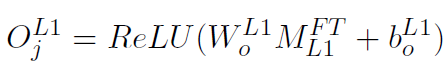 O_j^{L1} = ReLU(W_o^{L1} M_{L1}^{FT} + b_o^{L1})